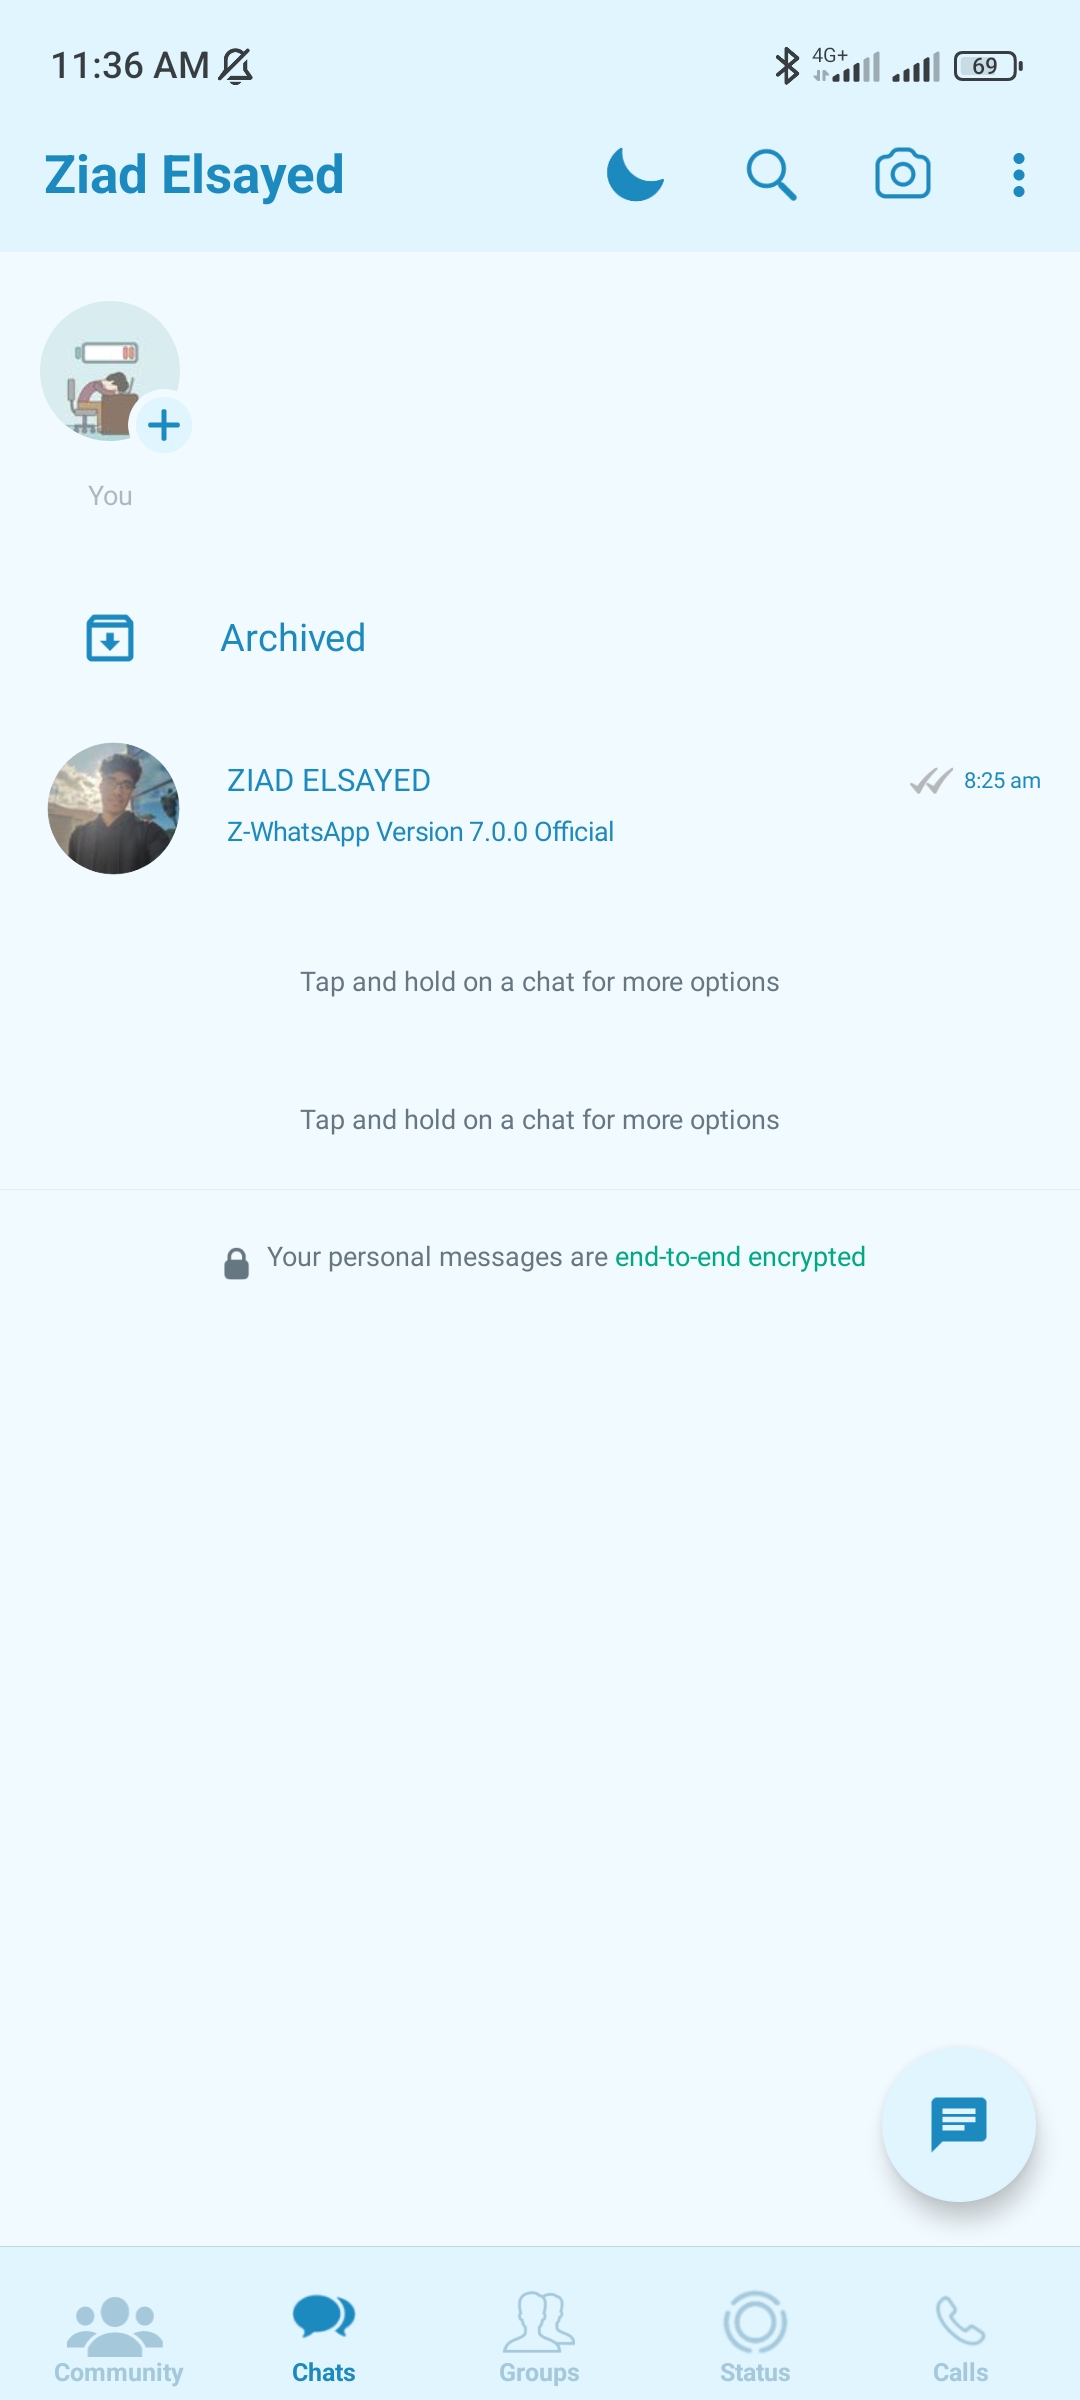 11:36 AM
4G+
69
Ziad Elsayed
You
Archived
ZIAD ELSAYED
8:25 am
Z-WhatsApp Version 7.0.0 Official
Tap and hold on a chat for more options
Tap and hold on a chat for more options
Your personal messages are end-to-end encrypted
Community
Chats
Groups
Status
Calls